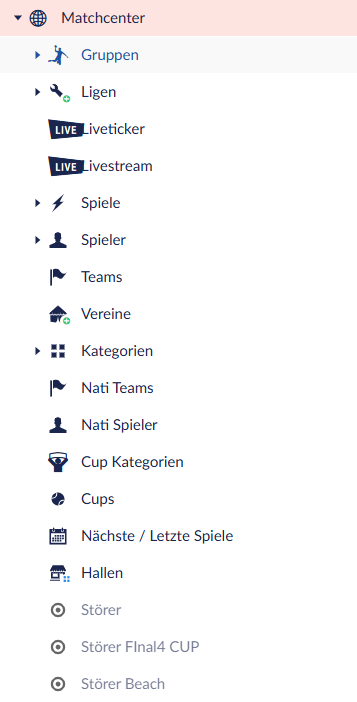 Matchcenter
Gruppen
Ligen
LIVE Liveticker
LIVE Livestream
Spiele
Spieler
Teams
Vereine
Kategorien
Nati Teams
Nati Spieler
Cup Kategorien
Cups
Nächste / Letzte Spiele
Hallen
Störer
Störer FInal4 CUP
Störer Beach